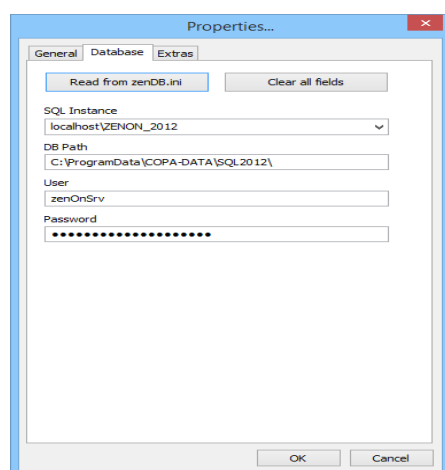 Properties...
General Database Extras
Read from zenDB.ini Clear all fields
SQL Instance
localhost\ZENON_2012
DB Path
C:\ProgramData\COPA-DATA\SQL2012\
User
zenOnSrv
Password
●●●●●●●●●●●●●●●●●●●●
OK Cancel